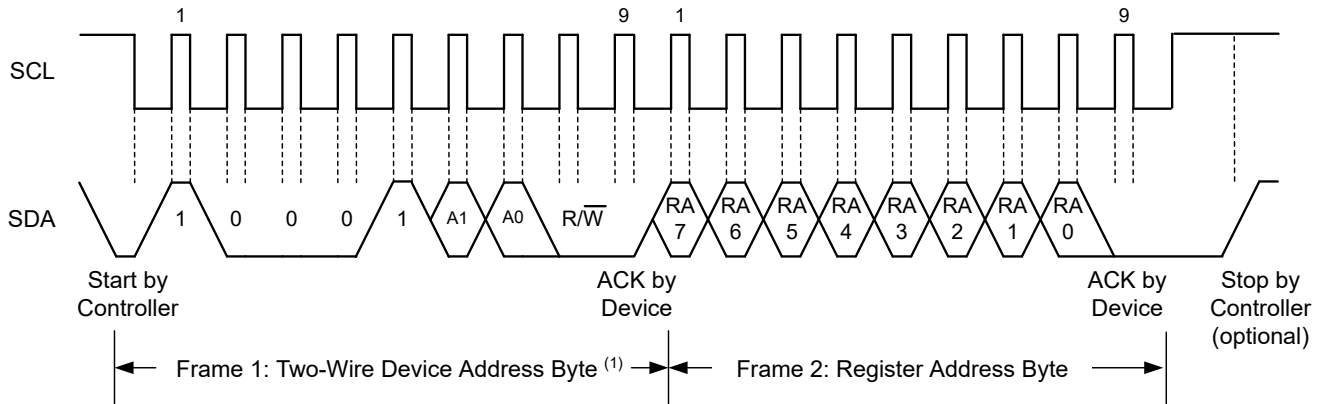 1 9 1 9
SCL
SDA
1 0 0 0 1 A1 A0 R/W̅ RA 7 RA 6 RA 5 RA 4 RA 3 RA 2 RA 1 RA 0
Start by
Controller
ACK by
Device
ACK by
Device
Stop by
Controller
(optional)
Frame 1: Two-Wire Device Address Byte (1)
Frame 2: Register Address Byte